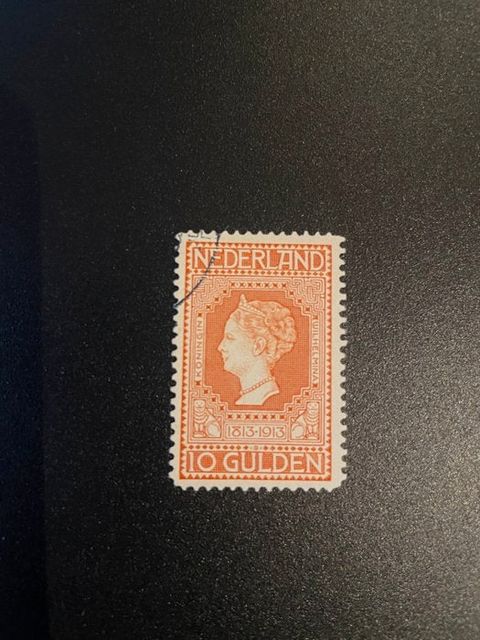 NEDERLAND
KONINGIN
WILHELMINA
1813-1913
10 GULDEN